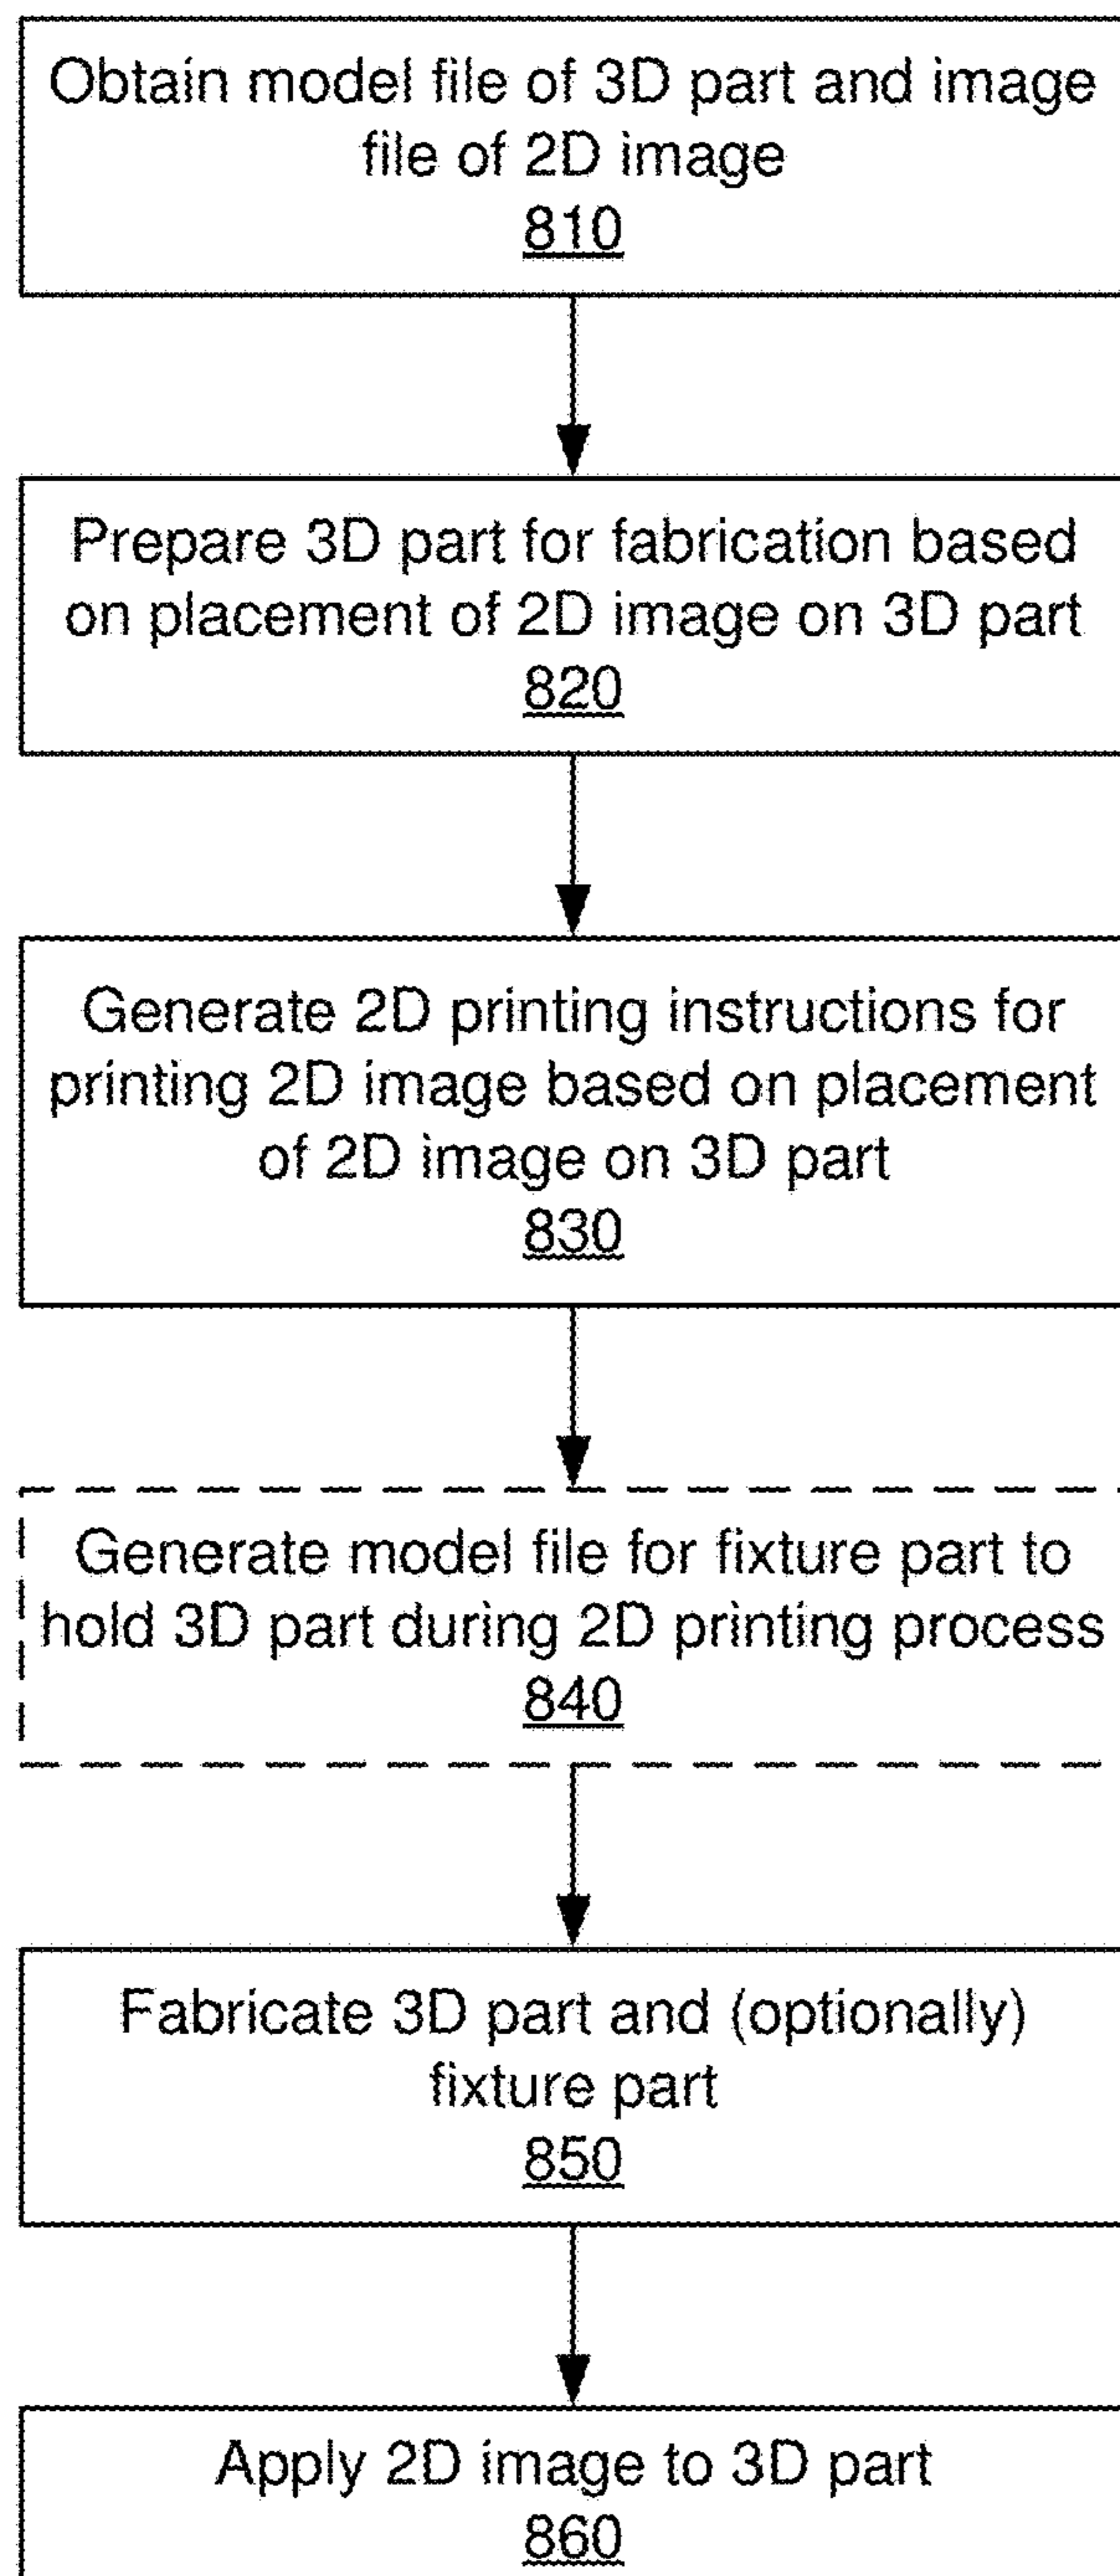 Obtain model file of 3D part and image
file of 2D image
810
Prepare 3D part for fabrication based
on placement of 2D image on 3D part
820
Generate 2D printing instructions for
printing 2D image based on placement
of 2D image on 3D part
830
Generate model file for fixture part to
hold 3D part during 2D printing process
840
Fabricate 3D part and (optionally)
fixture part
850
Apply 2D image to 3D part
860